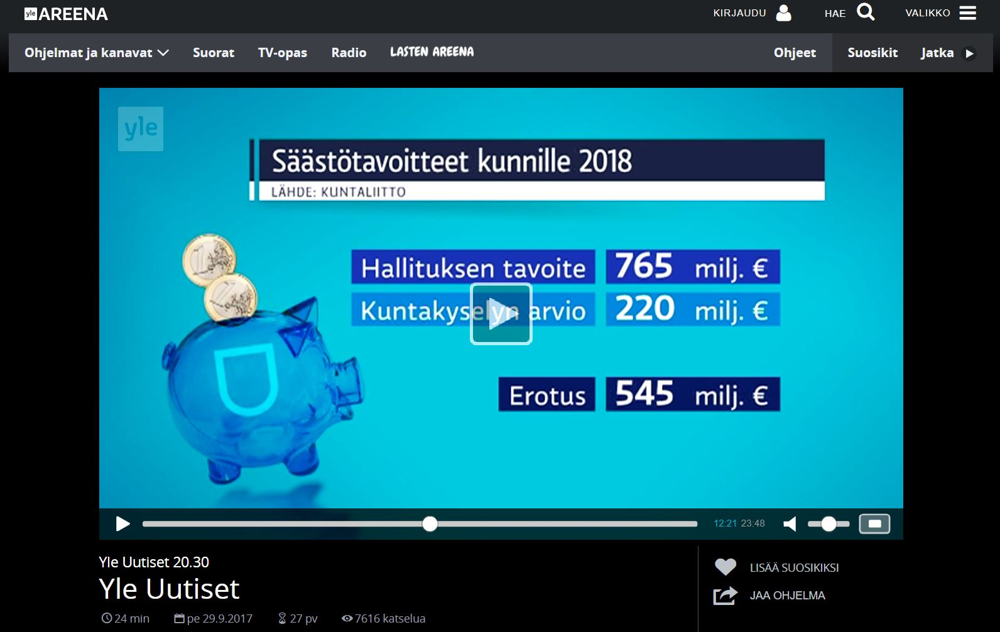 yle AREENA
KIRJAUDU
HAE
VALIKKO
Ohjelmat ja kanavat
Suorat
TV-opas
Radio
LASTEN AREENA
Ohjeet
Suosikit
Jatka
yle
Säästötavoitteet kunnille 2018
LÄHDE: KUNTALIITTO
Hallituksen tavoite 765 milj. €
Kuntakyselyn arvio 220 milj. €
Erotus 545 milj. €
12:21 23:48
Yle Uutiset 20.30
Yle Uutiset
24 min
pe 29.9.2017
27 pv
7616 katselua
LISÄÄ SUOSIKIKSI
JAA OHJELMA